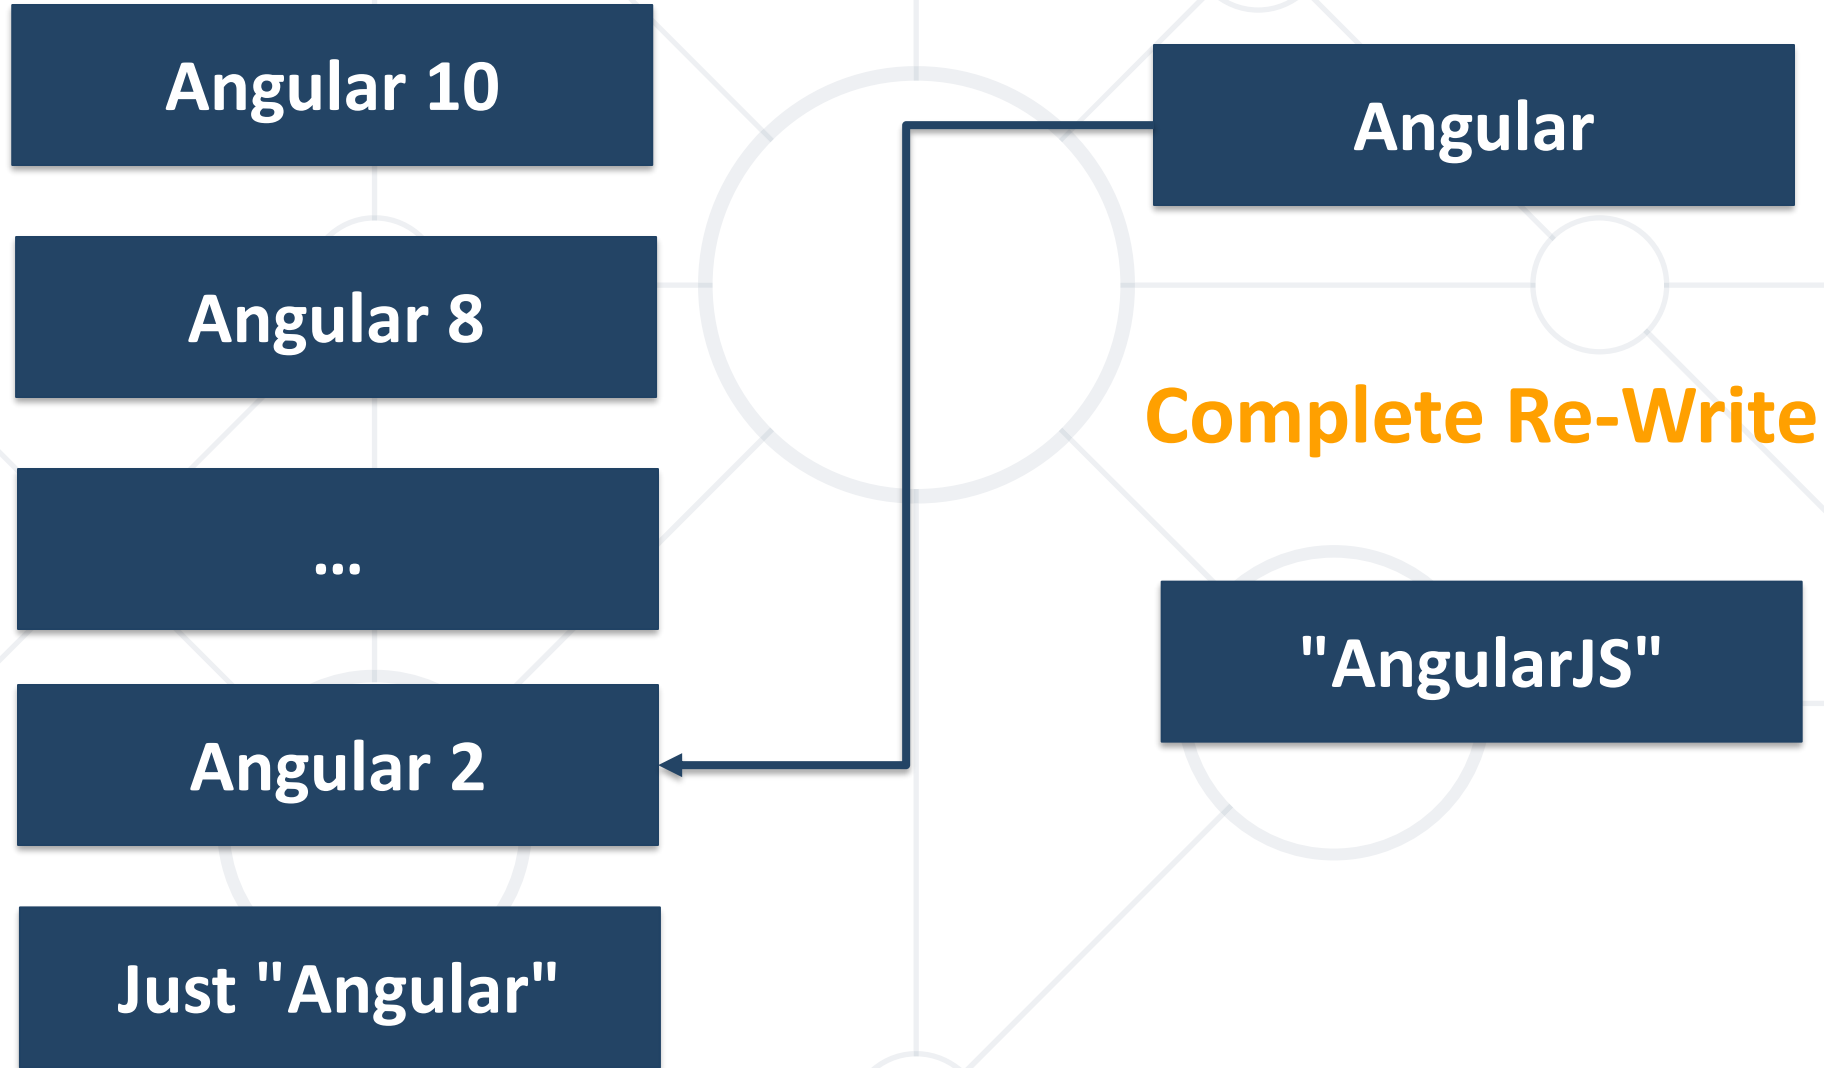 Angular 10
Angular 8
...
Angular 2
Just "Angular"
Angular
Complete Re-Write
"AngularJS"